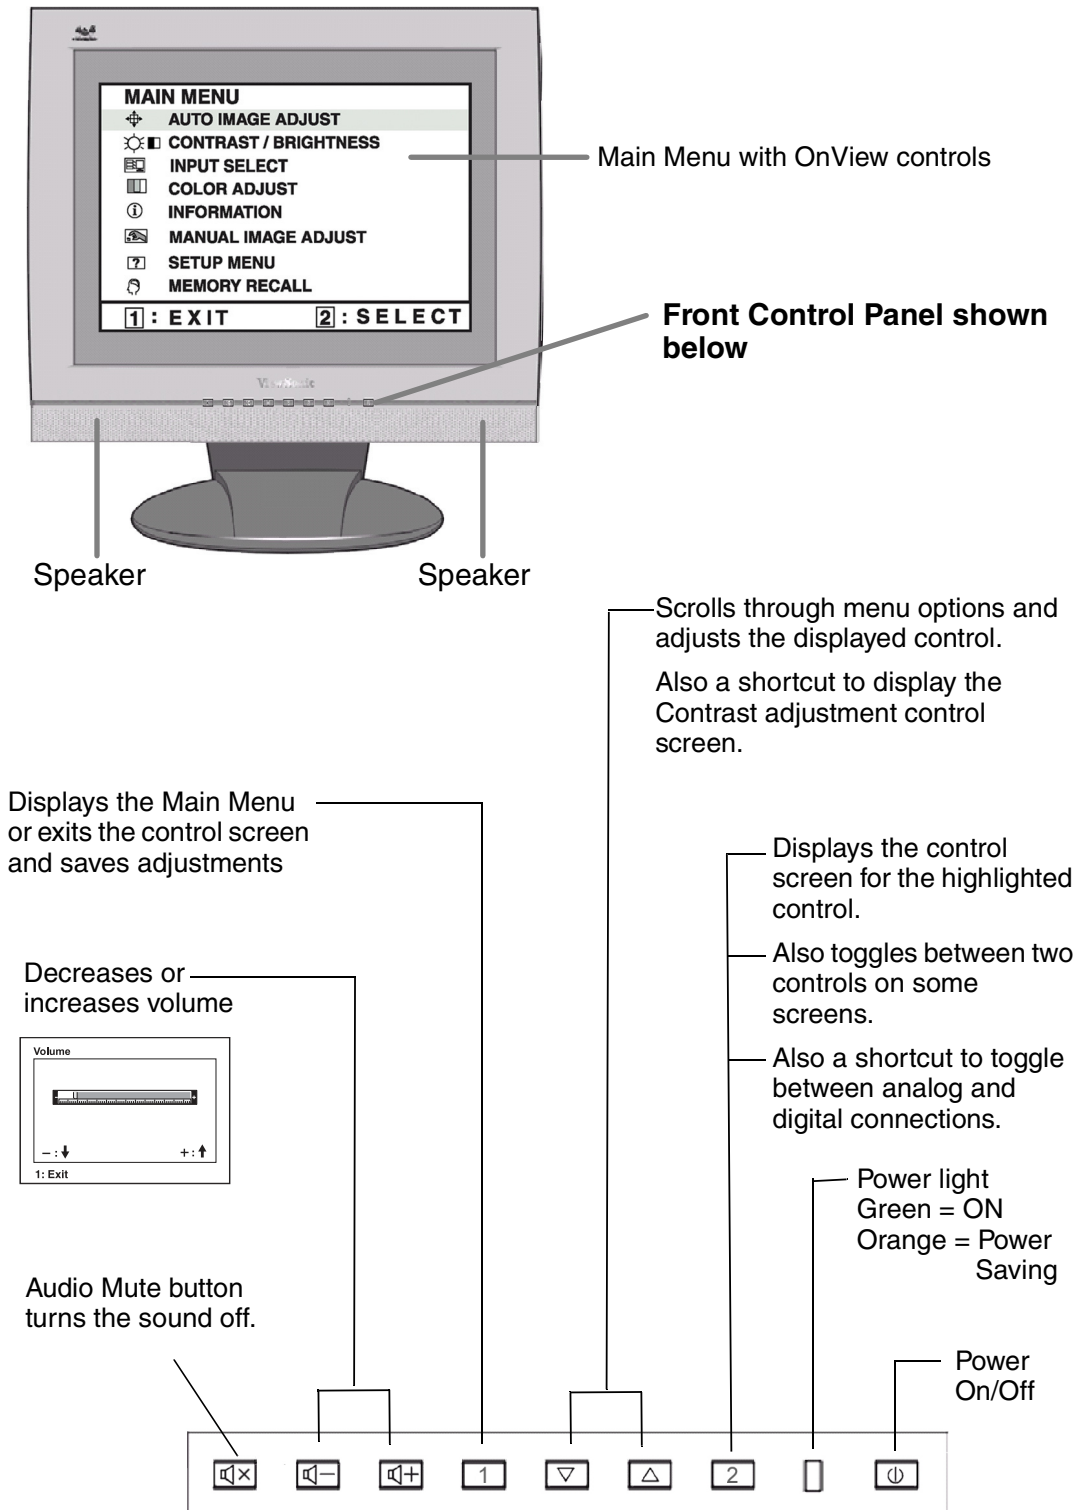 MAIN MENU
AUTO IMAGE ADJUST
CONTRAST / BRIGHTNESS
INPUT SELECT
COLOR ADJUST
INFORMATION
MANUAL IMAGE ADJUST
SETUP MENU
MEMORY RECALL
1 : EXIT 2 : SELECT
ViewSonic
Main Menu with OnView controls
Front Control Panel shown
below
Speaker
Speaker
Scrolls through menu options and
adjusts the displayed control.
Also a shortcut to display the
Contrast adjustment control
screen.
Displays the Main Menu
or exits the control screen
and saves adjustments
Displays the control
screen for the highlighted
control.
Also toggles between two
controls on some
screens.
Also a shortcut to toggle
between analog and
digital connections.
Decreases or
increases volume
Volume
- + 
– : +:
1: Exit
Power light
Green = ON
Orange = Power
Saving
Audio Mute button
turns the sound off.
Power
On/Off
1
2